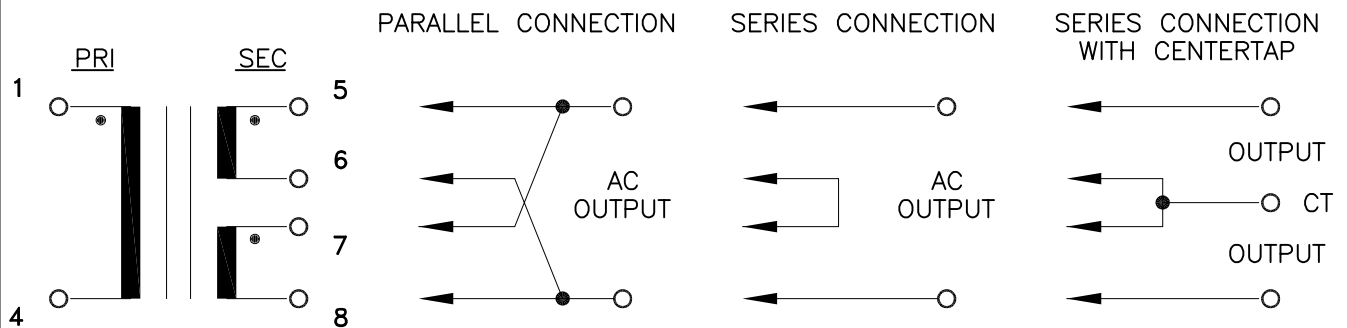 PARALLEL CONNECTION
SERIES CONNECTION
SERIES CONNECTION
WITH CENTERTAP
PRI
SEC
1
5
6
7
4
8
AC
OUTPUT
AC
OUTPUT
OUTPUT
CT
OUTPUT